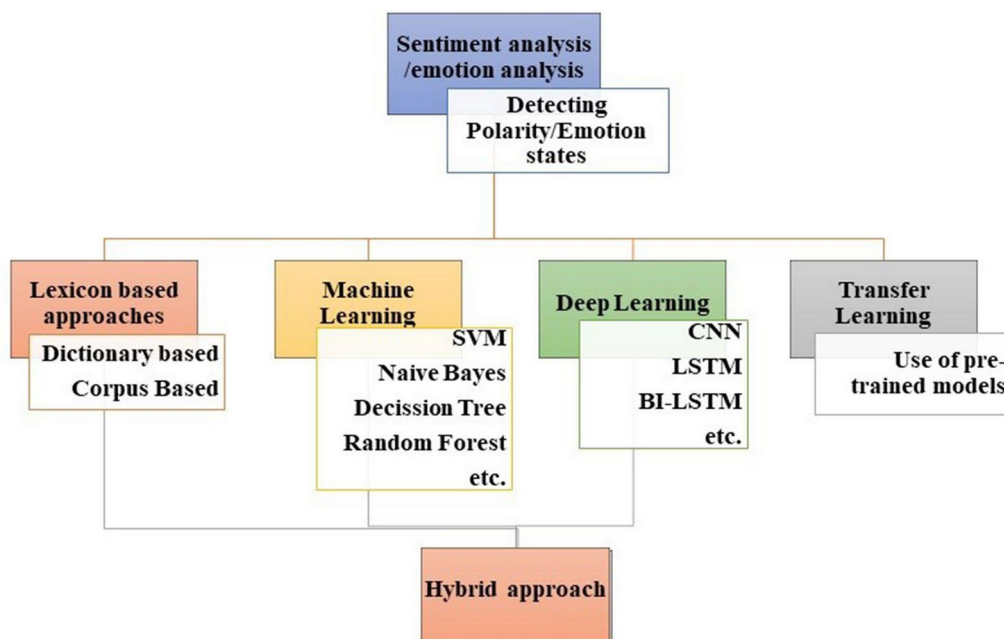 Sentiment analysis
/emotion analysis
Detecting
Polarity/Emotion
states
Lexicon based
approaches
Dictionary based
Corpus Based
Machine
Learning
SVM
Naive Bayes
Decission Tree
Random Forest
etc.
Deep Learning
CNN
LSTM
BI-LSTM
etc.
Transfer
Learning
Use of pre-
trained models
Hybrid approach